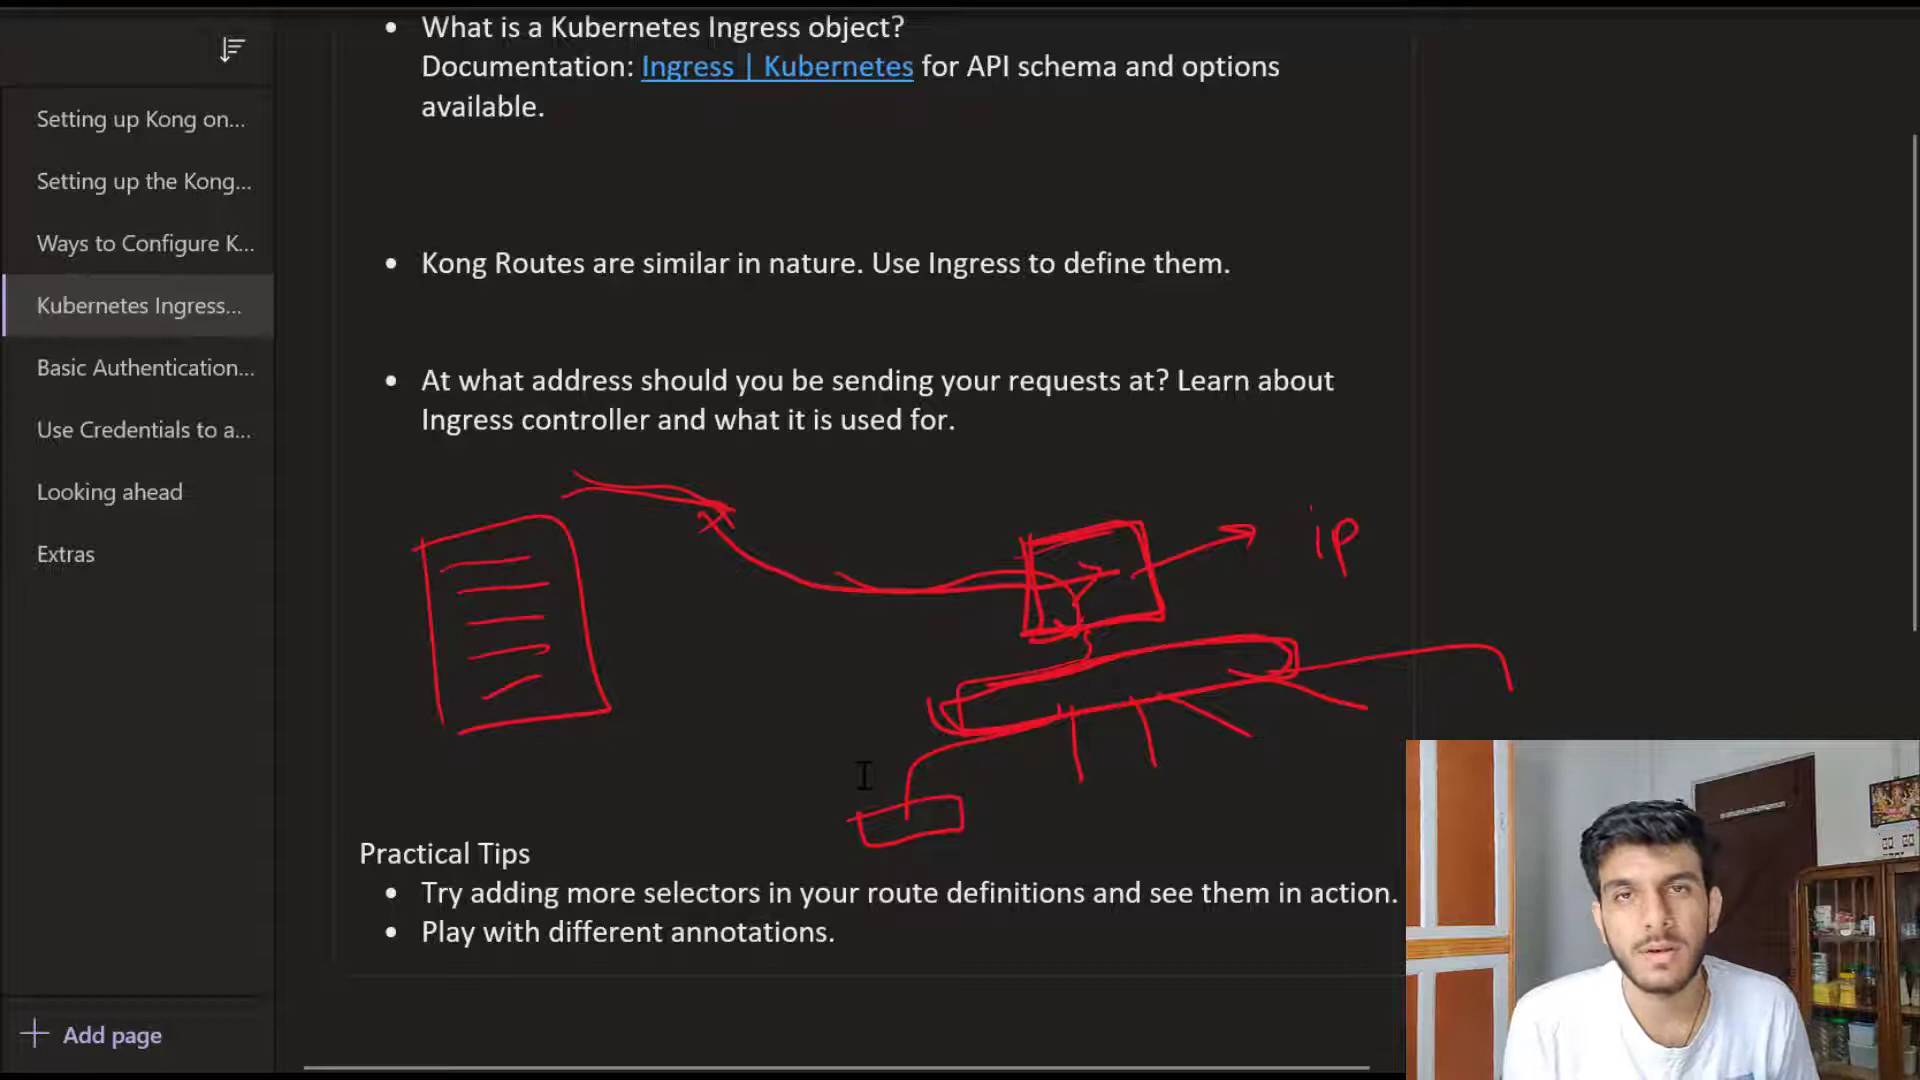 Setting up Kong on...
Setting up the Kong...
Ways to Configure K...
Kubernetes Ingress...
Basic Authentication...
Use Credentials to a...
Looking ahead
Extras
Add page
• What is a Kubernetes Ingress object?
Documentation: Ingress | Kubernetes for API schema and options
available.
• Kong Routes are similar in nature. Use Ingress to define them.
• At what address should you be sending your requests at? Learn about
Ingress controller and what it is used for.
ip
Practical Tips
• Try adding more selectors in your route definitions and see them in action.
• Play with different annotations.